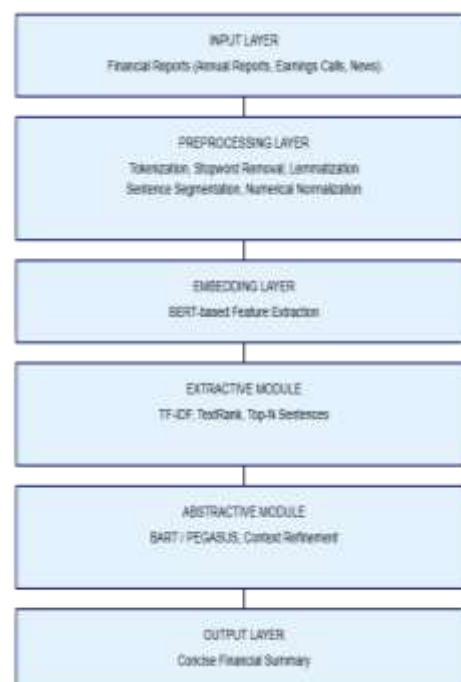 INPUT LAYER
Financial Reports (Annual Reports, Earnings Calls, News)
PREPROCESSING LAYER
Tokenization, Stopword Removal, Lemmatization
Sentence Segmentation, Numerical Normalization
EMBEDDING LAYER
BERT-based Feature Extraction
EXTRACTIVE MODULE
TF-IDF, TextRank, Top-N Sentences
ABSTRACTIVE MODULE
BART / PEGASUS, Context Refinement
OUTPUT LAYER
Concise Financial Summary